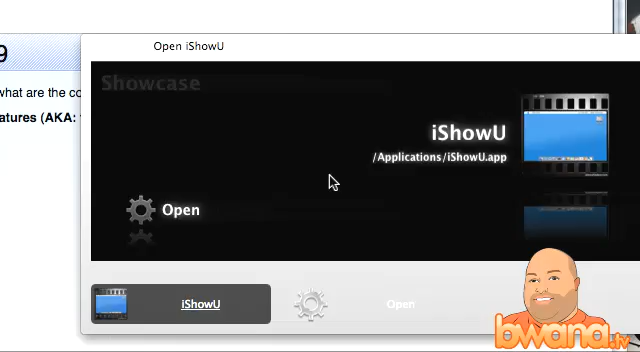 Open iShowU
9
Showcase
what are the co
atures (AKA:
iShowU
/Applications/iShowU.app
Open
iShowU
Open
bwana.tv